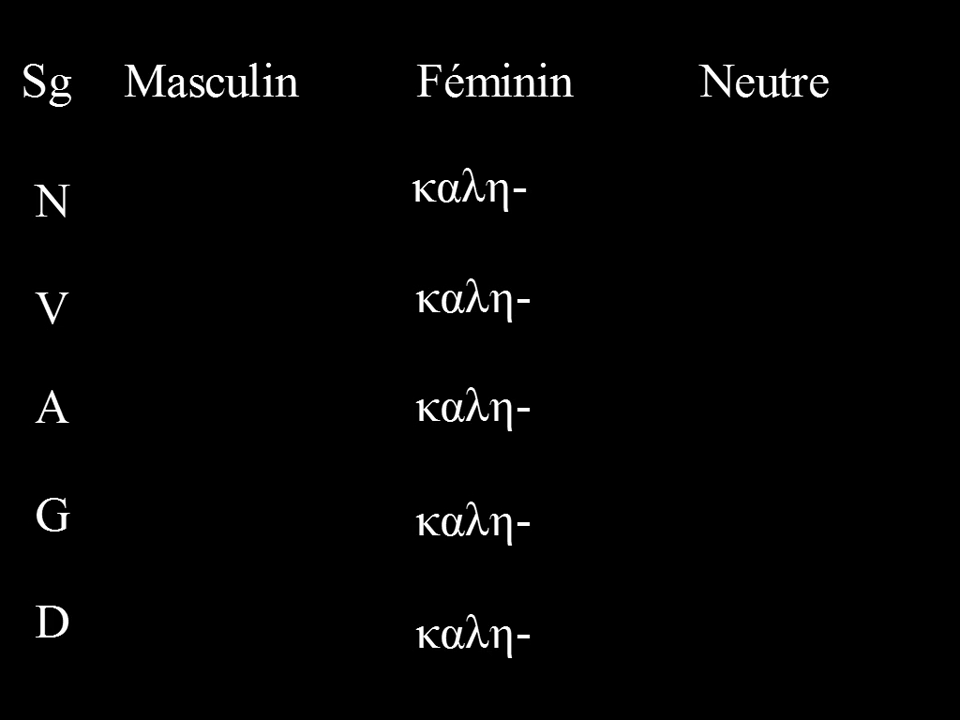 Sg Masculin Féminin Neutre
N καλη-
V καλη-
A καλη-
G καλη-
D καλη-